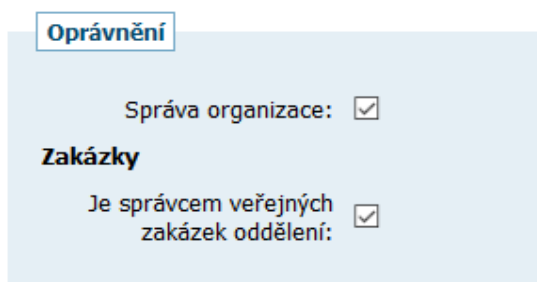 Oprávnění
Správa organizace:
Zakázky
Je správcem veřejných
zakázek oddělení: